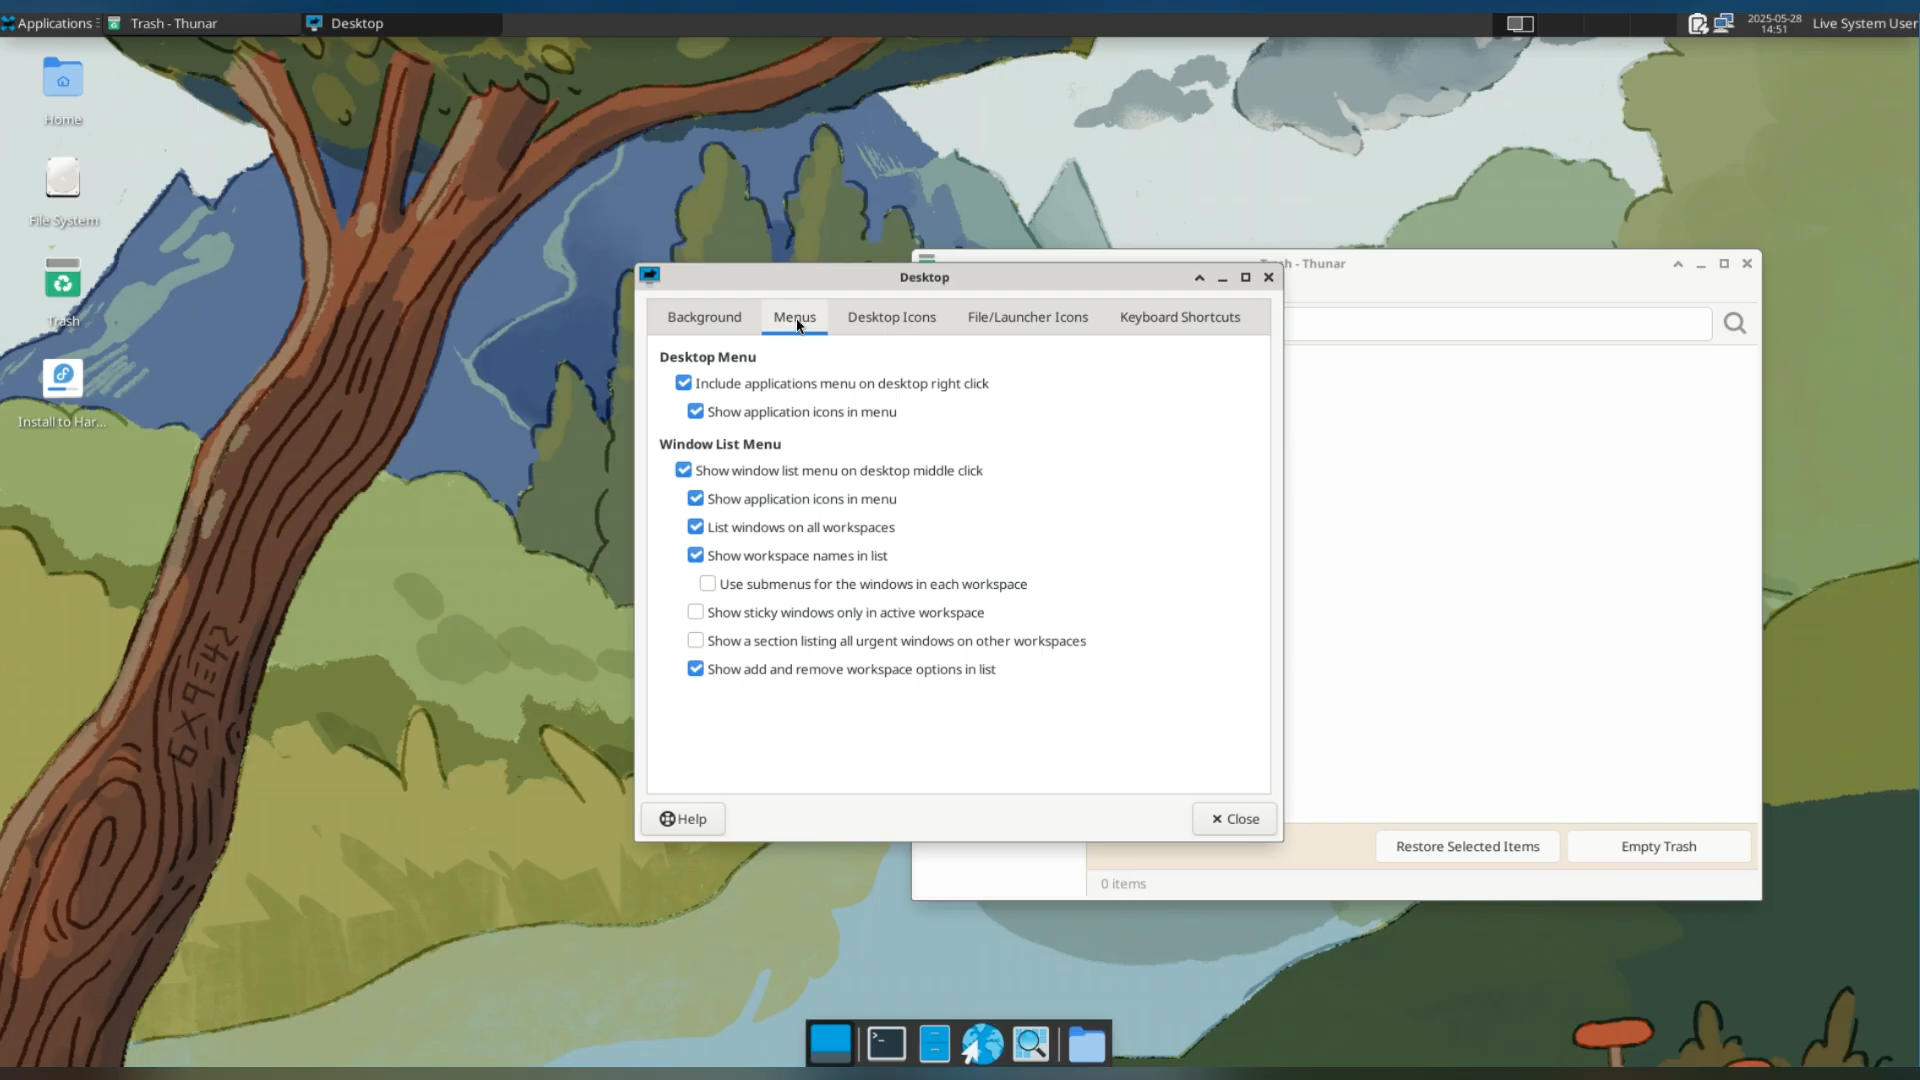 Applications
Trash - Thunar
Desktop
2025-05-28
14:51
Live System User
Home
File System
Trash
Install to Har...
sh - Thunar
Desktop
Background
Menus
Desktop Icons
File/Launcher Icons
Keyboard Shortcuts
Desktop Menu
Include applications menu on desktop right click
Show application icons in menu
Window List Menu
Show window list menu on desktop middle click
Show application icons in menu
List windows on all workspaces
Show workspace names in list
Use submenus for the windows in each workspace
Show sticky windows only in active workspace
Show a section listing all urgent windows on other workspaces
Show add and remove workspace options in list
Help
Close
Restore Selected Items
Empty Trash
0 items
6×9=42